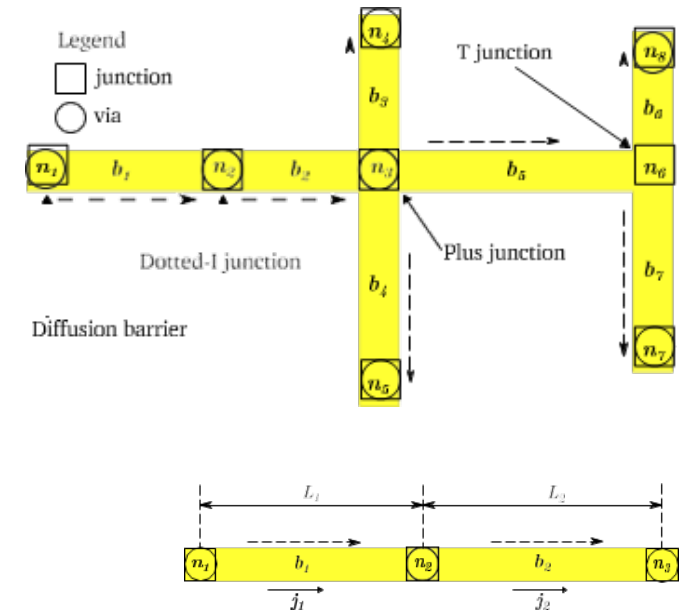 Legend
junction
via
n4
n8
T junction
b3
b6
n1
b1
n2
b2
n3
b5
n6
Dotted-I junction
Plus junction
b4
b7
Diffusion barrier
n7
n5
L1
L2
n1
b1
n2
b2
n3
j1
j2